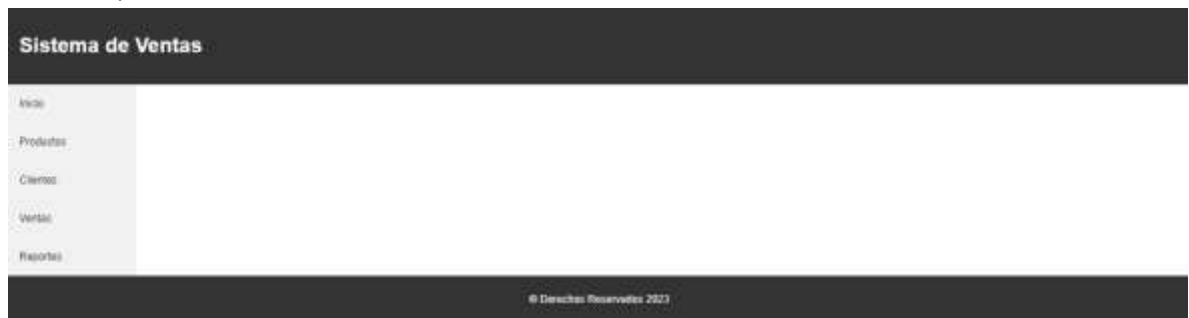 Sistema de Ventas
Inicio
Productos
Clientes
Ventas
Reportes
© Derechos Reservados 2023